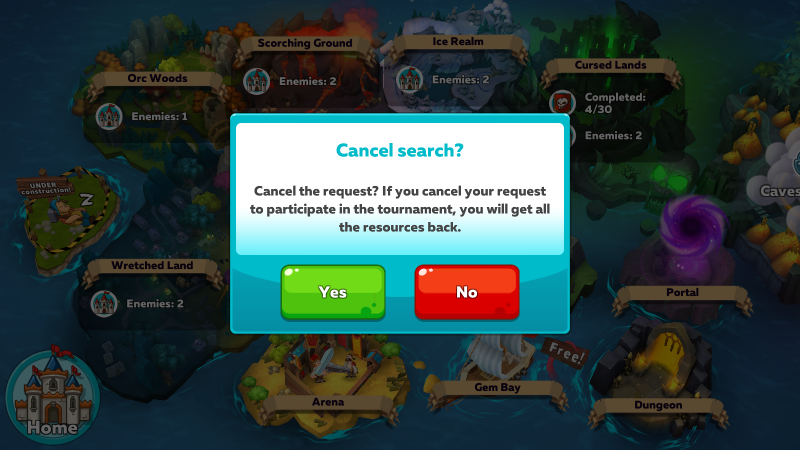 Scorching Ground
Ice Realm
Enemies: 2
Enemies: 2
Orc Woods
Enemies: 1
Cursed Lands
Completed:
4/30
Enemies: 2
Cancel search?
Cancel the request? If you cancel your request
to participate in the tournament, you will get all
the resources back.
Yes
No
UNDER
construction!
Z
Caves
Wretched Land
Enemies: 2
Portal
Free!
Home
Arena
Gem Bay
Dungeon